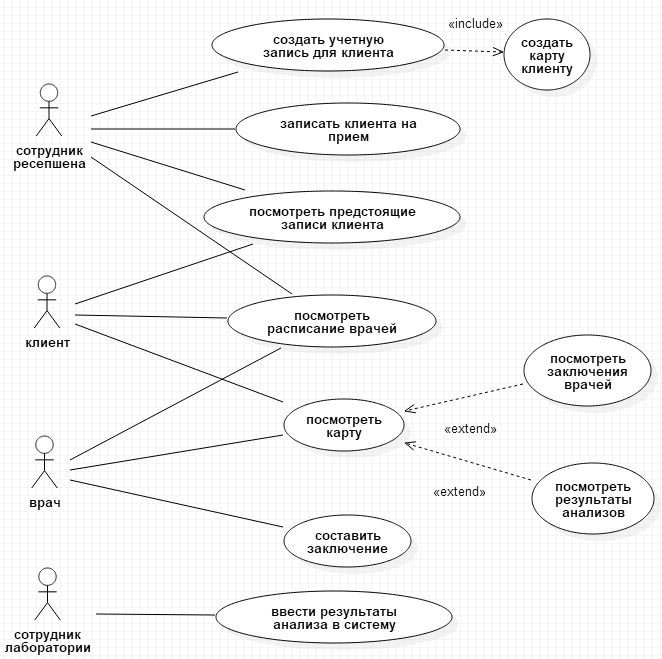 «include»
создать учетную
запись для клиента
создать
карту
клиенту
сотрудник
ресепшена
записать клиента на
прием
посмотреть предстоящие
записи клиента
клиент
посмотреть
расписание врачей
посмотреть
заключения
врачей
посмотреть
карту
«extend»
врач
«extend»
посмотреть
результаты
анализов
составить
заключение
сотрудник
лаборатории
ввести результаты
анализа в систему